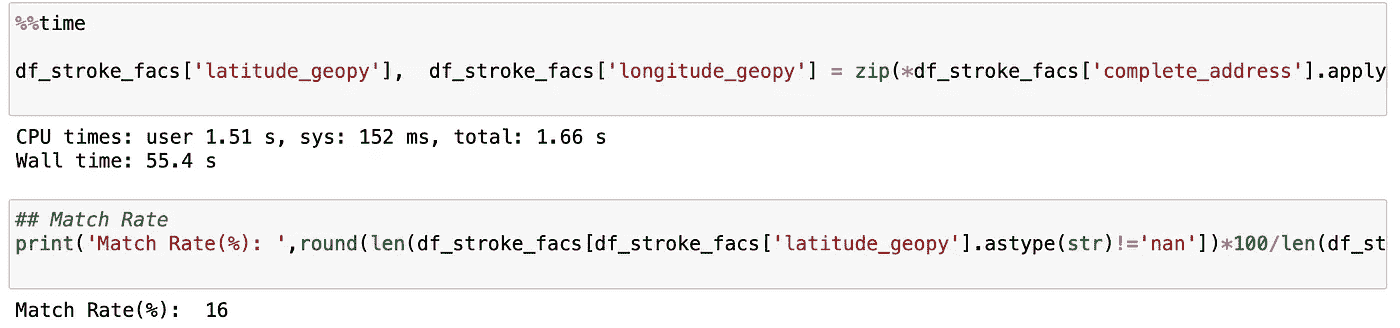 %%time
df_stroke_facs['latitude_geopy'],  df_stroke_facs['longitude_geopy'] = zip(*df_stroke_facs['complete_address'].apply
CPU times: user 1.51 s, sys: 152 ms, total: 1.66 s
Wall time: 55.4 s
## Match Rate
print('Match Rate(%): ',round(len(df_stroke_facs[df_stroke_facs['latitude_geopy'].astype(str)!='nan'])*100/len(df_st
Match Rate(%):  16